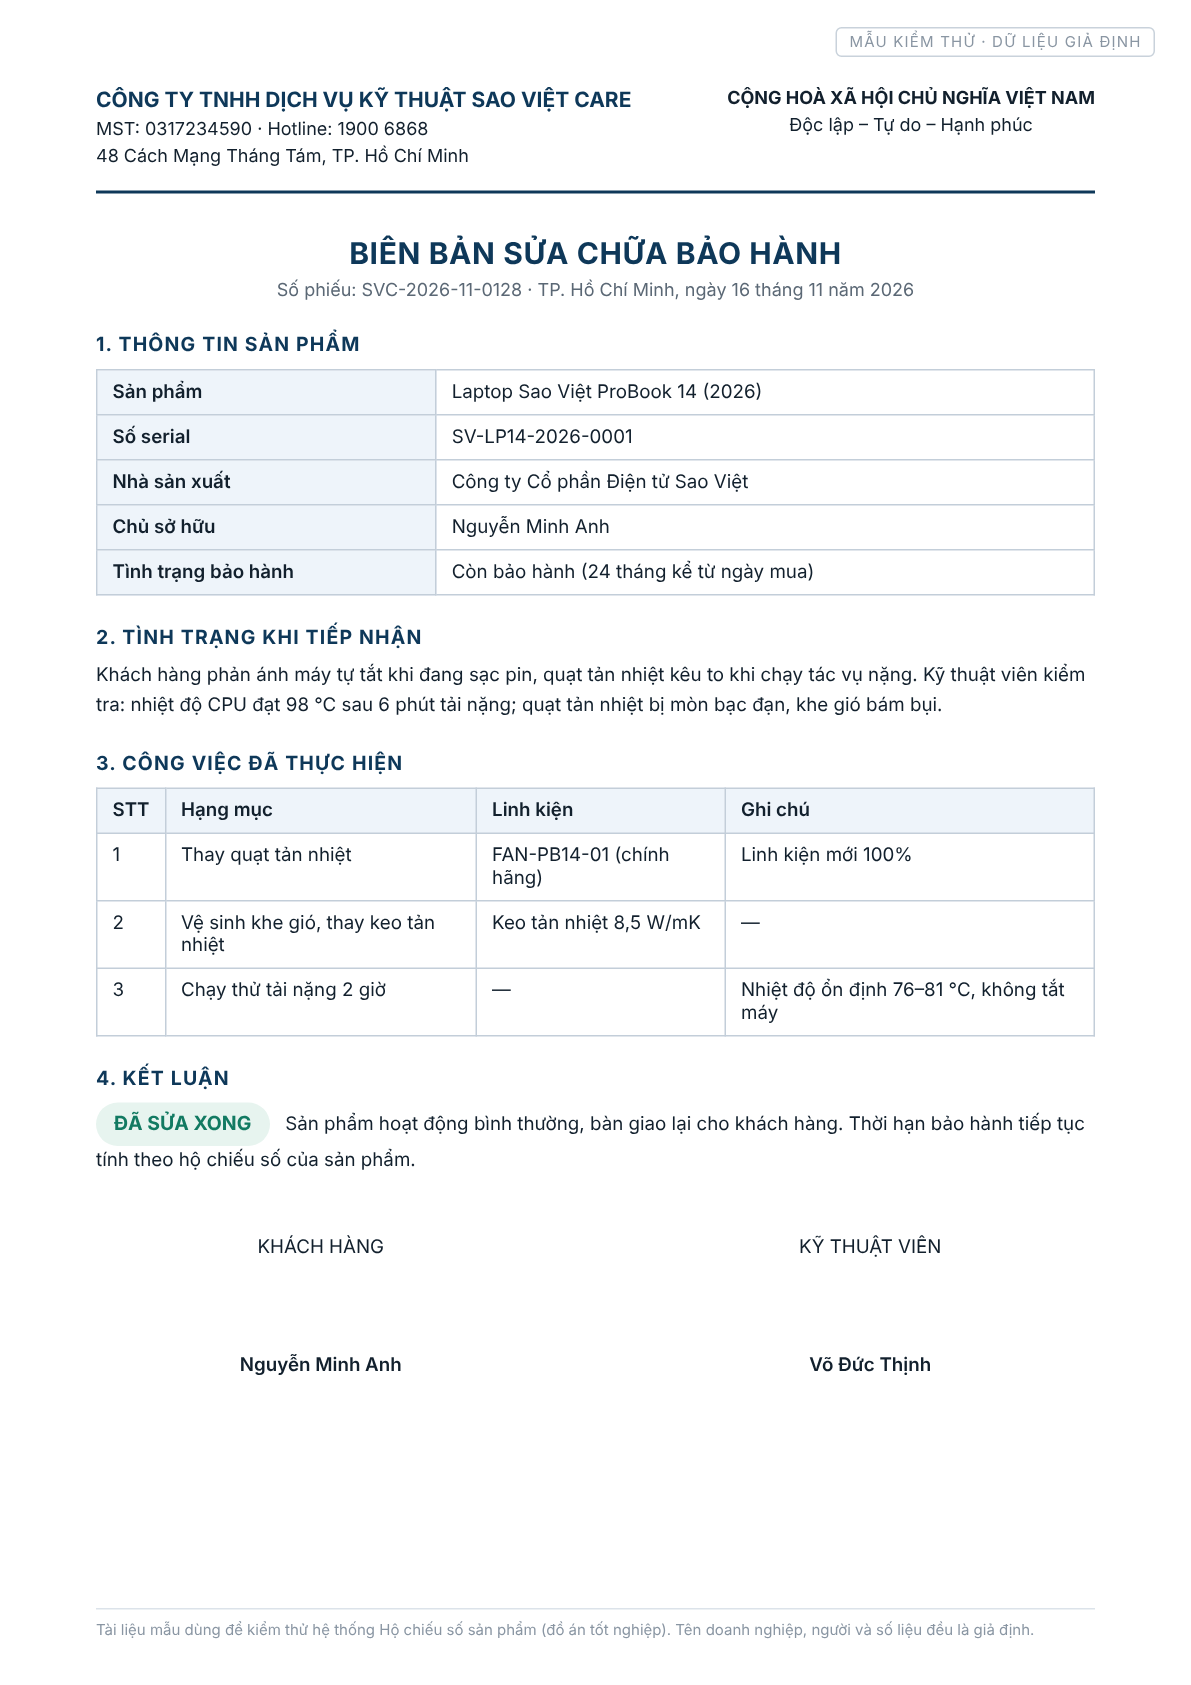 MẪU KIỂM THỬ · DỮ LIỆU GIẢ ĐỊNH
CÔNG TY TNHH DỊCH VỤ KỸ THUẬT SAO VIỆT CARE
MST: 0317234590 · Hotline: 1900 6868
48 Cách Mạng Tháng Tám, TP. Hồ Chí Minh
CỘNG HOÀ XÃ HỘI CHỦ NGHĨA VIỆT NAM
Độc lập – Tự do – Hạnh phúc
BIÊN BẢN SỬA CHỮA BẢO HÀNH
Số phiếu: SVC-2026-11-0128 · TP. Hồ Chí Minh, ngày 16 tháng 11 năm 2026
1. THÔNG TIN SẢN PHẨM
Sản phẩm Laptop Sao Việt ProBook 14 (2026)
Số serial SV-LP14-2026-0001
Nhà sản xuất Công ty Cổ phần Điện tử Sao Việt
Chủ sở hữu Nguyễn Minh Anh
Tình trạng bảo hành Còn bảo hành (24 tháng kể từ ngày mua)
2. TÌNH TRẠNG KHI TIẾP NHẬN
Khách hàng phản ánh máy tự tắt khi đang sạc pin, quạt tản nhiệt kêu to khi chạy tác vụ nặng. Kỹ thuật viên kiểm
tra: nhiệt độ CPU đạt 98 °C sau 6 phút tải nặng; quạt tản nhiệt bị mòn bạc đạn, khe gió bám bụi.
3. CÔNG VIỆC ĐÃ THỰC HIỆN
STT Hạng mục Linh kiện Ghi chú
1 Thay quạt tản nhiệt FAN-PB14-01 (chính Linh kiện mới 100%
hãng)
2 Vệ sinh khe gió, thay keo tản Keo tản nhiệt 8,5 W/mK —
nhiệt
3 Chạy thử tải nặng 2 giờ — Nhiệt độ ổn định 76–81 °C, không tắt
máy
4. KẾT LUẬN
ĐÃ SỬA XONG Sản phẩm hoạt động bình thường, bàn giao lại cho khách hàng. Thời hạn bảo hành tiếp tục
tính theo hộ chiếu số của sản phẩm.
KHÁCH HÀNG KỸ THUẬT VIÊN
Nguyễn Minh Anh Võ Đức Thịnh
Tài liệu mẫu dùng để kiểm thử hệ thống Hộ chiếu số sản phẩm (đồ án tốt nghiệp). Tên doanh nghiệp, người và số liệu đều là giả định.